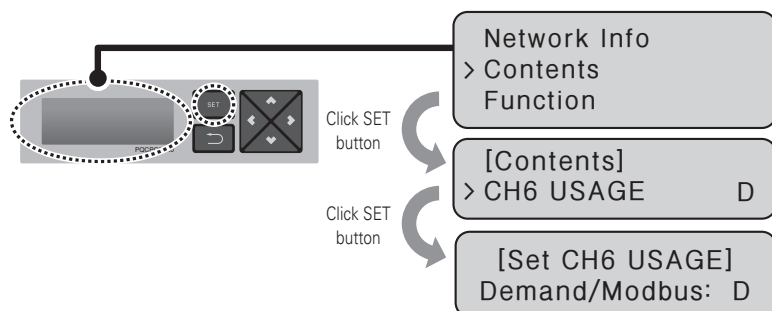 Network Info
> Contents
Function
SET
Click SET
button
[Contents]
> CH6 USAGE D
Click SET
button
[Set CH6 USAGE]
Demand/Modbus: D